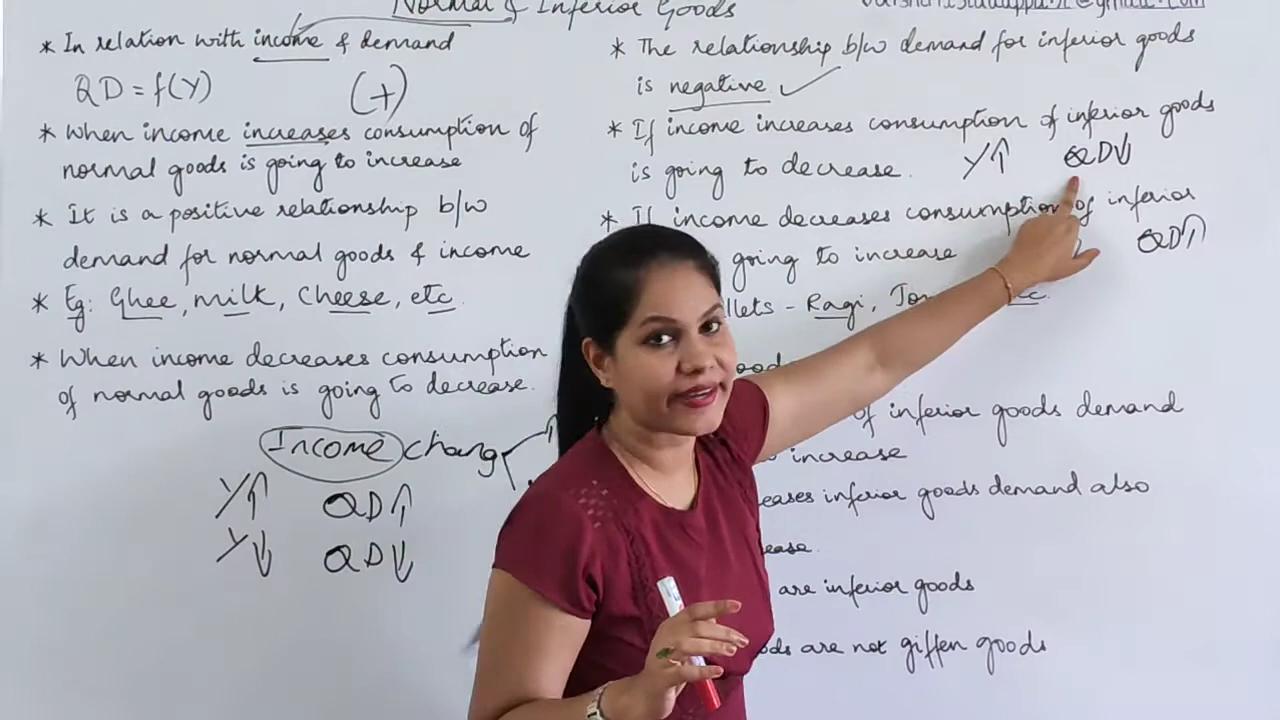 Normal & Inferior Goods
* In relation with income & demand
QD = f(Y) (+)
* When income increases consumption of
normal goods is going to increase
* It is a positive relationship b/w
demand for normal goods & income
* Eg: Ghee, milk, Cheese, etc.
* When income decreases consumption
of normal goods is going to decrease.
Income chang
Y↑ QD↑
Y↓ QD↓
* The relationship b/w demand for inferior goods
is negative ✓
* If income increases consumption of inferior goods
is going to decrease. Y↑ QD↓
* If income decreases consumption of inferior
going to increase QD↑
llets - Ragi,
of inferior goods demand
increase
eases inferior goods demand also
ease.
are inferior goods
ods are not giffen goods